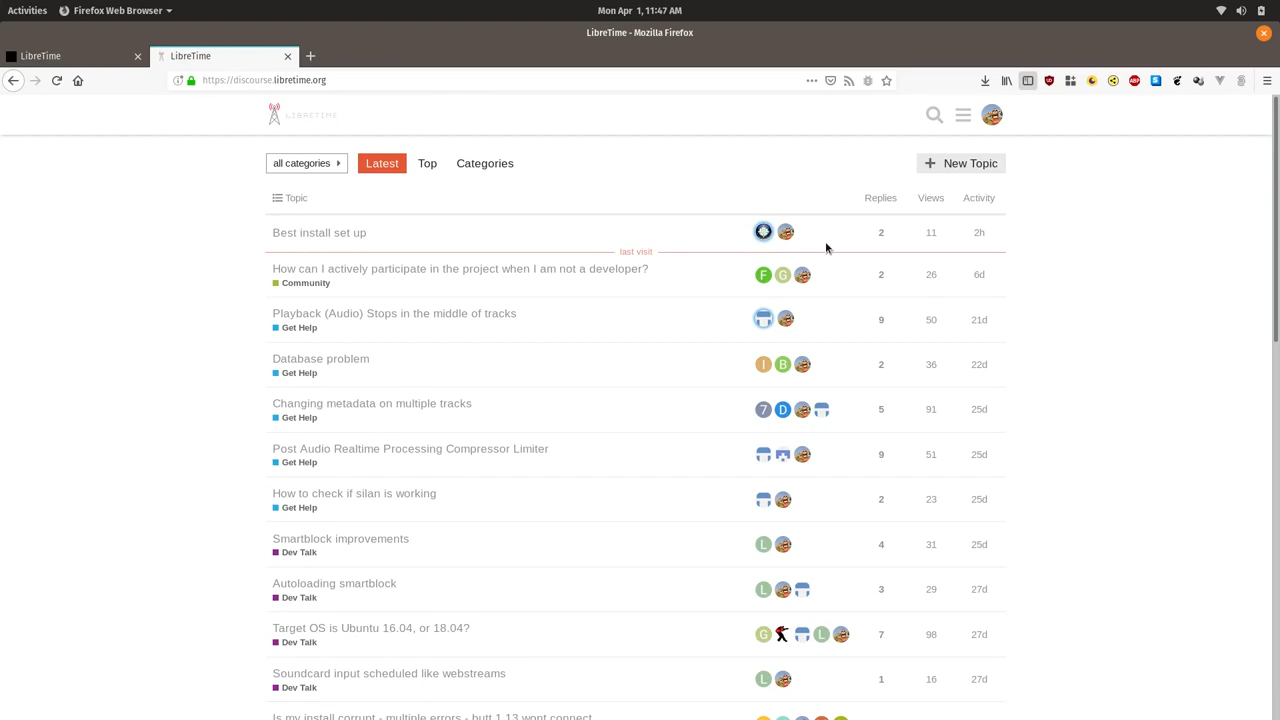 Activities Firefox Web Browser Mon Apr 1, 11:47 AM
LibreTime - Mozilla Firefox
LibreTime LibreTime
https://discourse.libretime.org ABP
LIBRETIME
all categories Latest Top Categories New Topic
Topic Replies Views Activity
Best install set up 2 11 2h
last visit
How can I actively participate in the project when I am not a developer? F G 2 26 6d
Community
Playback (Audio) Stops in the middle of tracks 9 50 21d
Get Help
Database problem I B 2 36 22d
Get Help
Changing metadata on multiple tracks 7 D 5 91 25d
Get Help
Post Audio Realtime Processing Compressor Limiter 9 51 25d
Get Help
How to check if silan is working 2 23 25d
Get Help
Smartblock improvements L 4 31 25d
Dev Talk
Autoloading smartblock L 3 29 27d
Dev Talk
Target OS is Ubuntu 16.04, or 18.04? G L 7 98 27d
Dev Talk
Soundcard input scheduled like webstreams L 1 16 27d
Dev Talk
Is my install corrupt - multiple errors - butt 1.13 wont connect